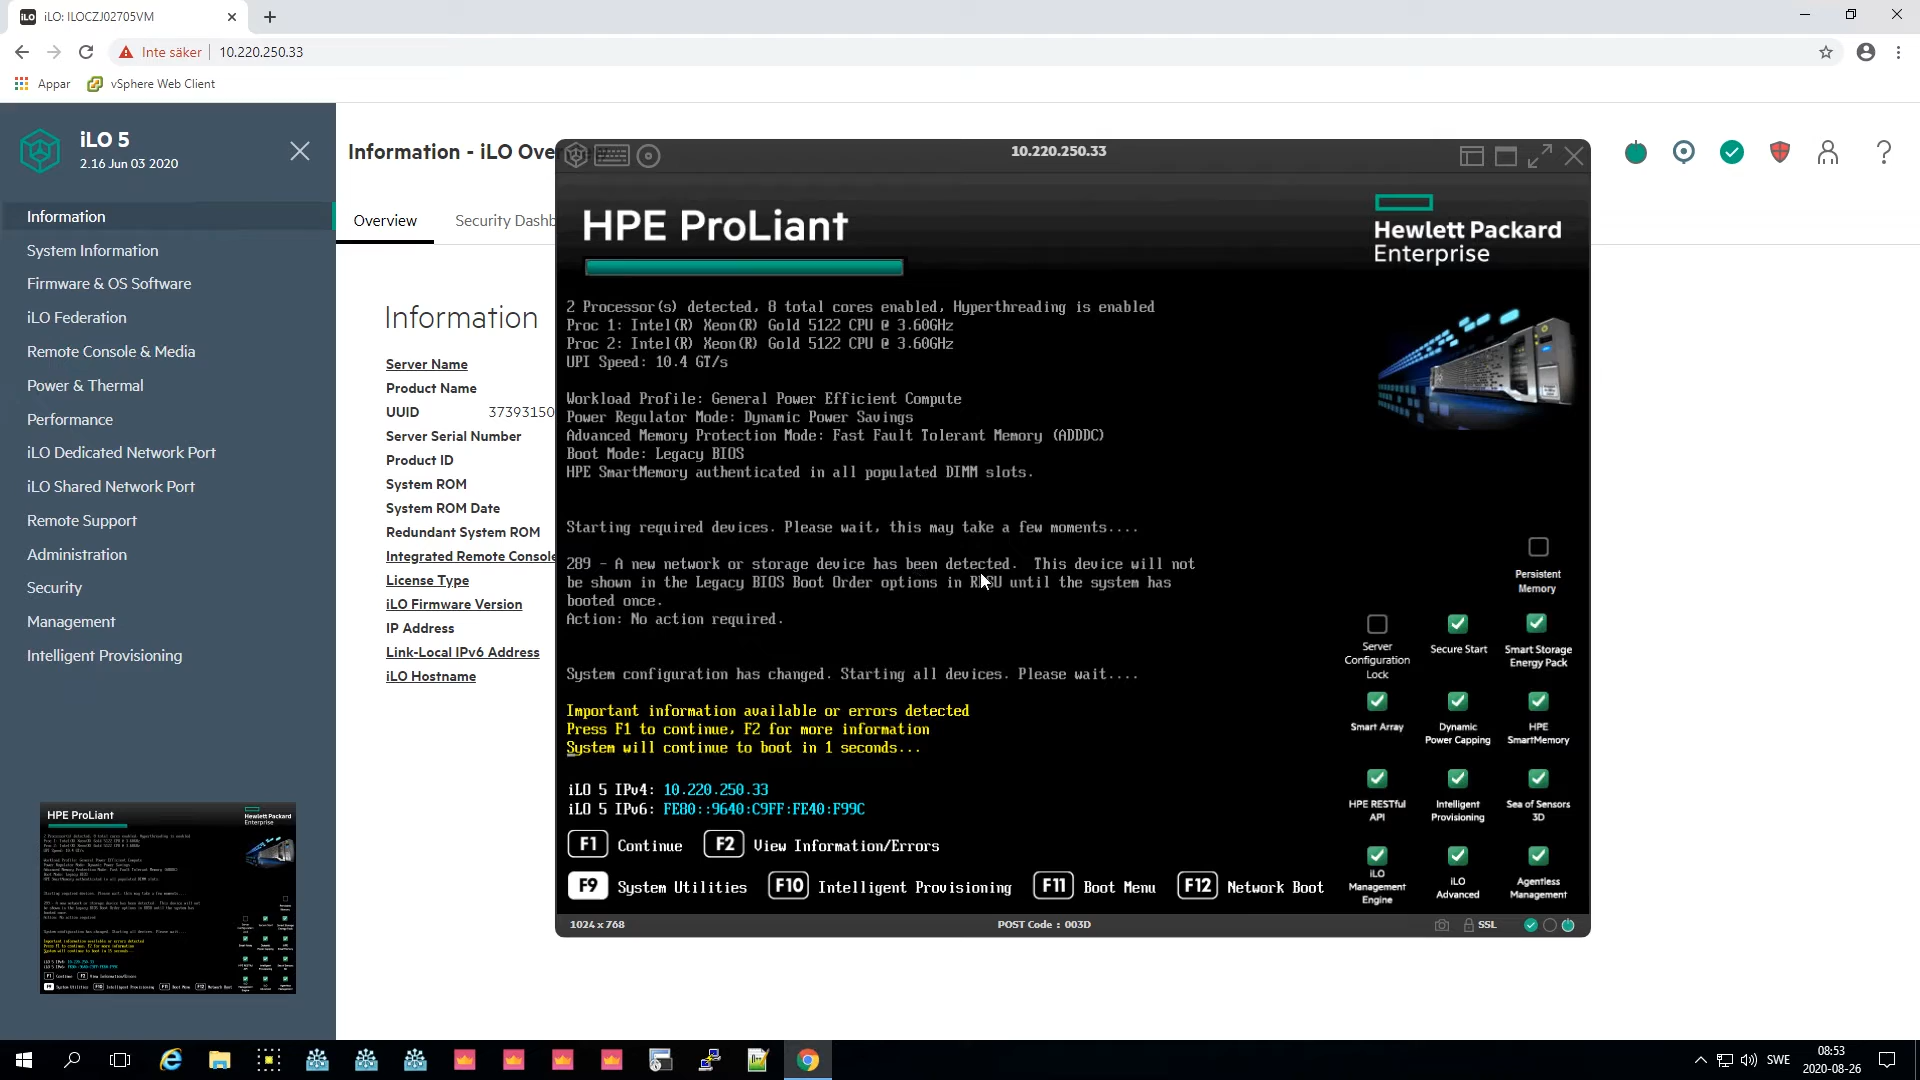 iLO: ILOCZJ02705VM
Inte säker
10.220.250.33
Appar
vSphere Web Client
iLO 5
2.16 Jun 03 2020
Information
System Information
Firmware & OS Software
iLO Federation
Remote Console & Media
Power & Thermal
Performance
iLO Dedicated Network Port
iLO Shared Network Port
Remote Support
Administration
Security
Management
Intelligent Provisioning
Information - iLO Ove
Overview
Security Dashb
Information
Server Name
Product Name
UUID 37393150
Server Serial Number
Product ID
System ROM
System ROM Date
Redundant System ROM
Integrated Remote Console
License Type
iLO Firmware Version
IP Address
Link-Local IPv6 Address
iLO Hostname
10.220.250.33
HPE ProLiant
Hewlett Packard
Enterprise
2 Processor(s) detected, 8 total cores enabled, Hyperthreading is enabled
Proc 1: Intel(R) Xeon(R) Gold 5122 CPU @ 3.60GHz
Proc 2: Intel(R) Xeon(R) Gold 5122 CPU @ 3.60GHz
UPI Speed: 10.4 GT/s
Workload Profile: General Power Efficient Compute
Power Regulator Mode: Dynamic Power Savings
Advanced Memory Protection Mode: Fast Fault Tolerant Memory (ADDDC)
Boot Mode: Legacy BIOS
HPE SmartMemory authenticated in all populated DIMM slots.
Starting required devices. Please wait, this may take a few moments....
289 - A new network or storage device has been detected.  This device will not
be shown in the Legacy BIOS Boot Order options in RBSU until the system has
booted once.
Action: No action required.
System configuration has changed. Starting all devices. Please wait....
Important information available or errors detected
Press F1 to continue, F2 for more information
System will continue to boot in 1 seconds...
iLO 5 IPv4: 10.220.250.33
iLO 5 IPv6: FE80::9640:C9FF:FE40:F99C
F1 Continue F2 View Information/Errors
F9 System Utilities F10 Intelligent Provisioning F11 Boot Menu F12 Network Boot
Persistent
Memory
Server
Configuration
Lock
Secure Start
Smart Storage
Energy Pack
Smart Array
Dynamic
Power Capping
HPE
SmartMemory
HPE RESTful
API
Intelligent
Provisioning
Sea of Sensors
3D
iLO
Management
Engine
iLO
Advanced
Agentless
Management
1024 x 768
POST Code : 003D
SSL
HPE ProLiant
Hewlett Packard
Enterprise
SWE
08:53
2020-08-26